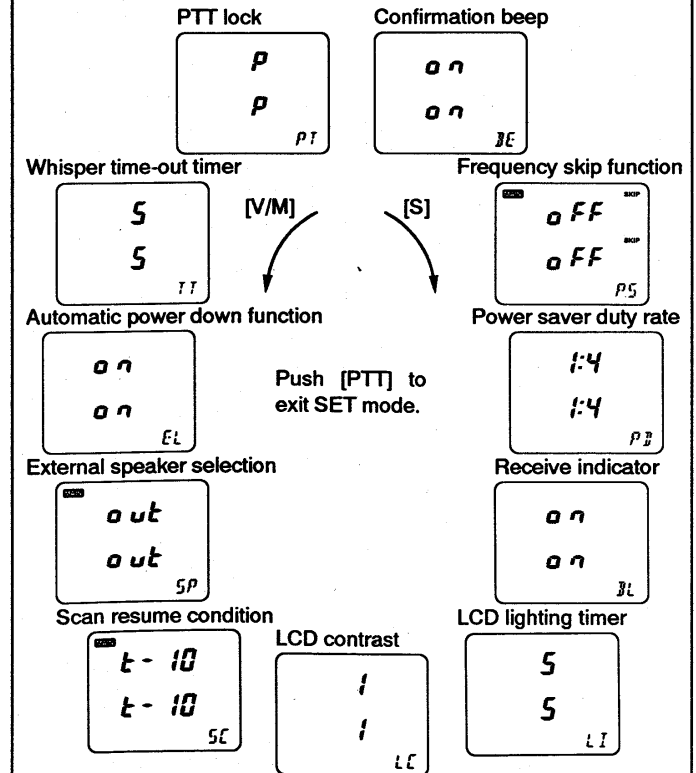 PTT lock
P
P
PT
Confirmation beep
on
on
BE
Whisper time-out timer
5
5
TT
[V/M]
[S]
Frequency skip function
SKIP
oFF
SKIP
oFF
P.S
Automatic power down function
on
on
EL
Push [PTT] to
exit SET mode.
Power saver duty rate
1:4
1:4
PD
External speaker selection
out
out
SP
Receive indicator
on
on
BL
Scan resume condition
t-10
t-10
SC
LCD contrast
1
1
LC
LCD lighting timer
5
5
LI